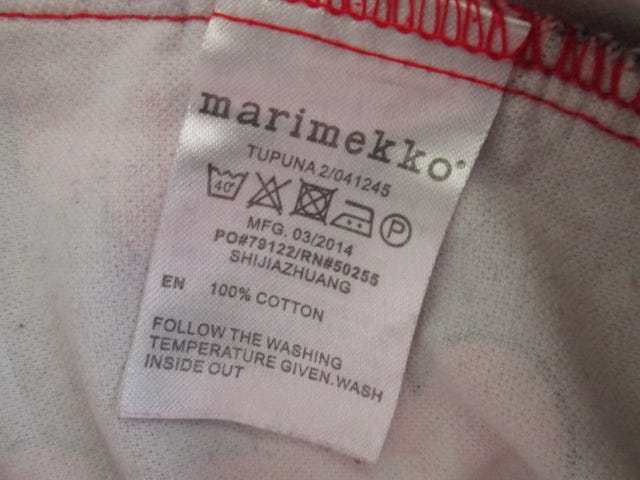 marimekko®
TUPUNA 2/041245
40° P
MFG. 03/2014
PO#79122/RN#50255
SHIJIAZHUANG
EN 100% COTTON
FOLLOW THE WASHING
TEMPERATURE GIVEN.WASH
INSIDE OUT